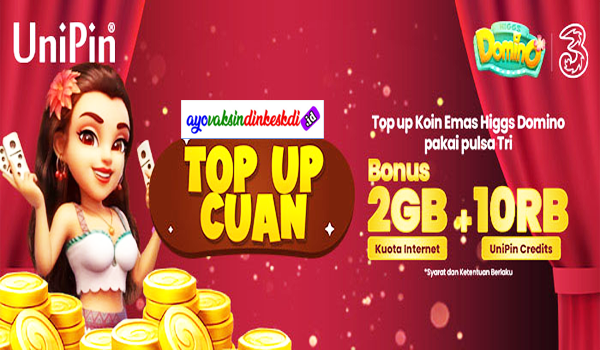 UniPin®
HIGGS
Domino
3
ayovaksindinkeskdi.id
TOP UP
CUAN
Top up Koin Emas Higgs Domino
pakai pulsa Tri
Bonus
2GB + 10RB
Kuota Internet UniPin Credits
*Syarat dan Ketentuan Berlaku